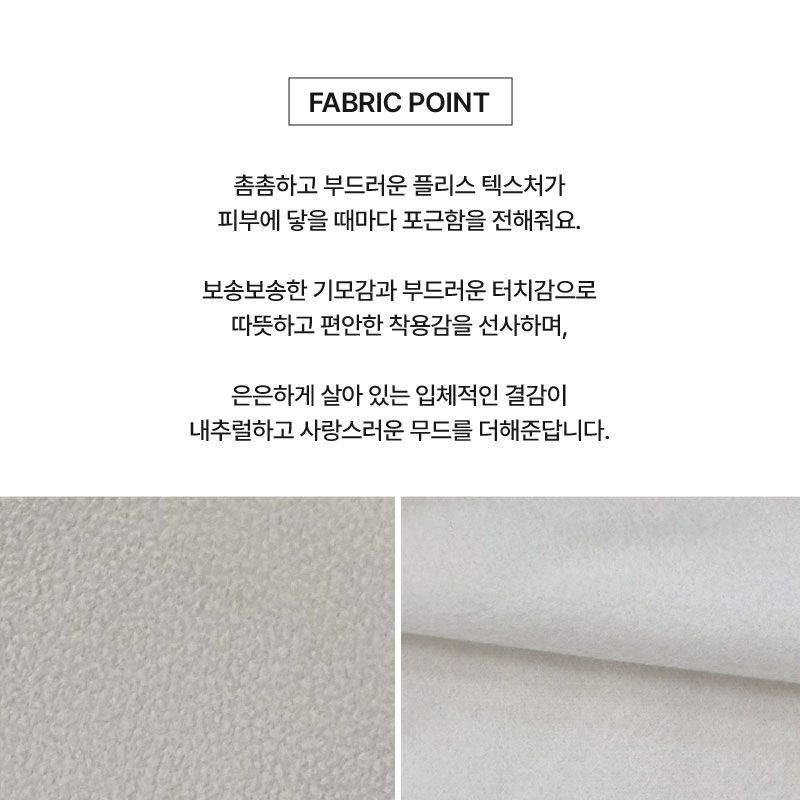 FABRIC POINT
촘촘하고 부드러운 플리스 텍스처가
피부에 닿을 때마다 포근함을 전해줘요.
보송보송한 기모감과 부드러운 터치감으로
따뜻하고 편안한 착용감을 선사하며,
은은하게 살아 있는 입체적인 결감이
내추럴하고 사랑스러운 무드를 더해준답니다.